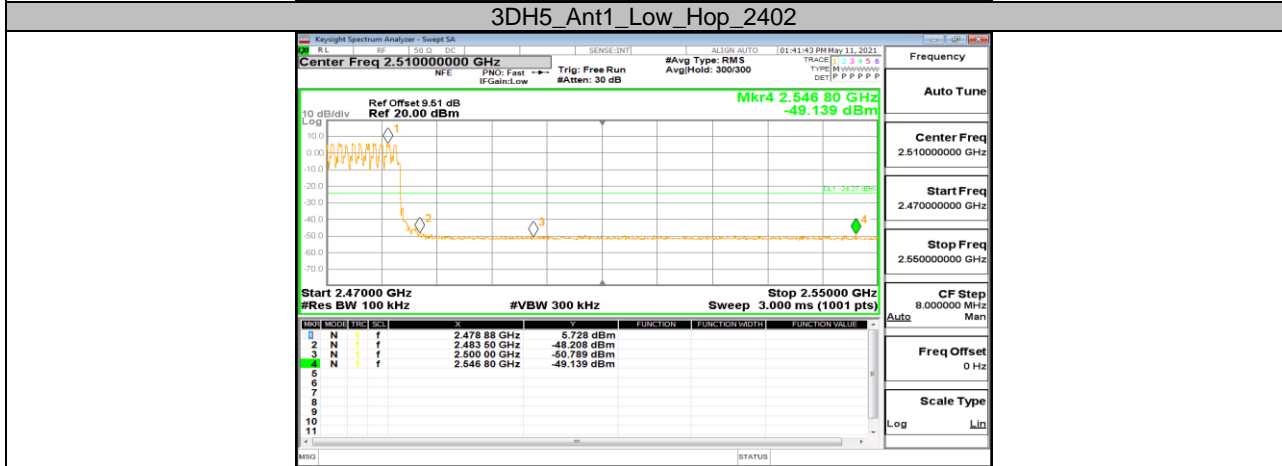 3DH5_Ant1_Low_Hop_2402
Keysight Spectrum Analyzer - Swept SA
RL RF 50 Ω DC SENSE:INT ALIGN AUTO 01:41:43 PM May 11, 2021
Center Freq 2.510000000 GHz
NFE PNO: Fast IFGain:Low
Trig: Free Run
#Atten: 30 dB
#Avg Type: RMS
Avg|Hold: 300/300
TRACE 1 2 3 4 5 6
TYPE M WWWWW
DET P P P P P P
Ref Offset 9.51 dB
10 dB/div Ref 20.00 dBm
Log
Mkr4 2.546 80 GHz
-49.139 dBm
10.0
0.00
-10.0
-20.0
-30.0
-40.0
-50.0
-60.0
-70.0
1
2
3
4
DL1 -24.27 dBm
Start 2.47000 GHz Stop 2.55000 GHz
#Res BW 100 kHz #VBW 300 kHz Sweep 3.000 ms (1001 pts)
MKR MODE TRC SCL X Y FUNCTION FUNCTION WIDTH FUNCTION VALUE
1 N 1 f 2.478 88 GHz 5.728 dBm
2 N 1 f 2.483 50 GHz -48.208 dBm
3 N 1 f 2.500 00 GHz -50.789 dBm
4 N 1 f 2.546 80 GHz -49.139 dBm
5
6
7
8
9
10
11
MSG STATUS
Frequency
Auto Tune
Center Freq
2.510000000 GHz
Start Freq
2.470000000 GHz
Stop Freq
2.550000000 GHz
CF Step
8.000000 MHz
Auto Man
Freq Offset
0 Hz
Scale Type
Log Lin